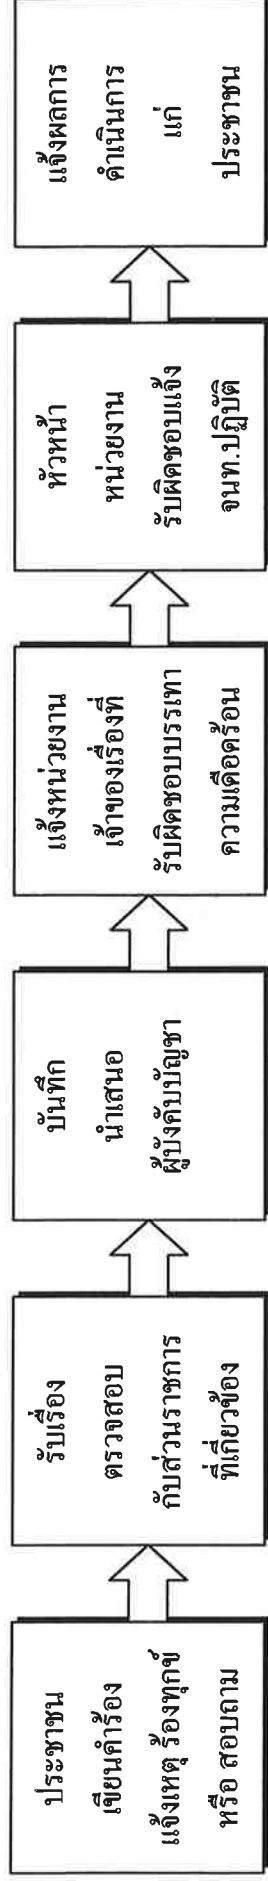 ประชาชน
เขียนคำร้อง
แจ้งเหตุ ร้องทุกข์
หรือ สอบถาม
รับเรื่อง
ตรวจสอบ
กับส่วนราชการ
ที่เกี่ยวข้อง
บันทึก
นำเสนอ
ผู้บังคับบัญชา
แจ้งหน่วยงาน
เจ้าของเรื่องที่
รับผิดชอบบรรเทา
ความเดือดร้อน
หัวหน้า
หน่วยงาน
รับผิดชอบแจ้ง
จนท.ปฏิบัติ
แจ้งผลการ
ดำเนินการ
แก่
ประชาชน